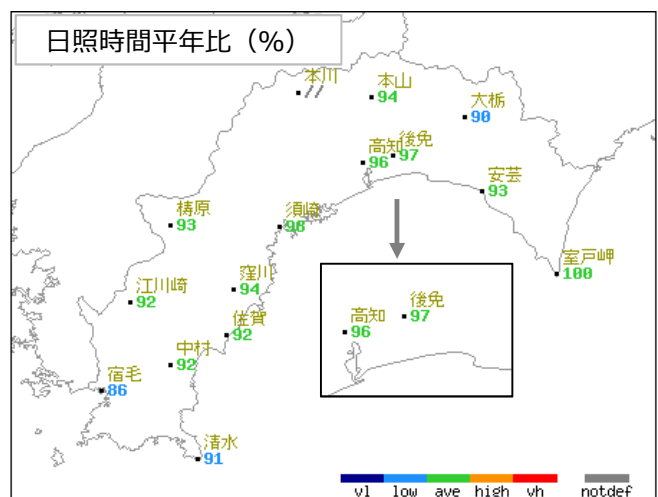 日照時間平年比（%）
本川
//
本山
94
大栃
90
高知
96
後免
97
安芸
93
梼原
93
須崎
98
室戸岬
100
江川崎
92
窪川
94
佐賀
92
中村
92
宿毛
86
清水
91
高知
96
後免
97
vl low ave high vh notdef